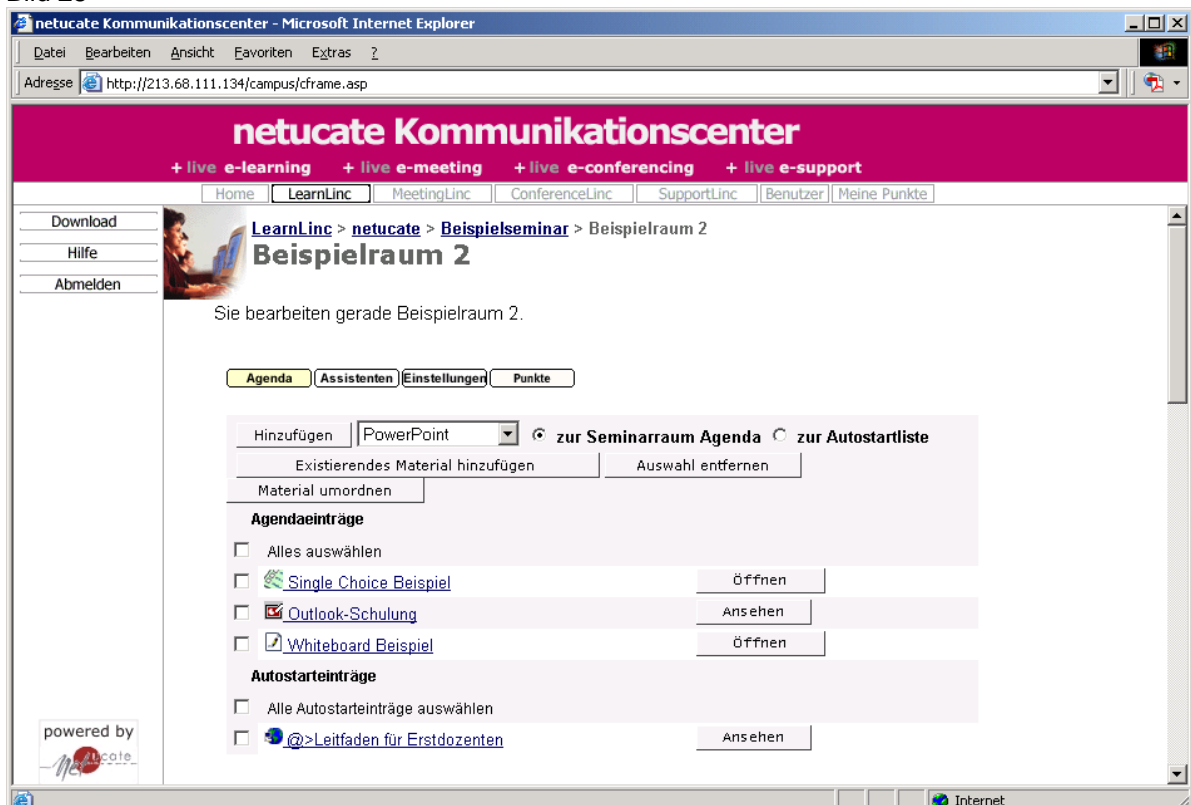 Bild 28
netucate Kommunikationscenter - Microsoft Internet Explorer
Datei Bearbeiten Ansicht Favoriten Extras ?
Adresse http://213.68.111.134/campus/cframe.asp
netucate Kommunikationscenter
+ live e-learning + live e-meeting + live e-conferencing + live e-support
Home LearnLinc MeetingLinc ConferenceLinc SupportLinc Benutzer Meine Punkte
Download
Hilfe
Abmelden
LearnLinc > netucate > Beispielseminar > Beispielraum 2
Beispielraum 2
Sie bearbeiten gerade Beispielraum 2.
Agenda Assistenten Einstellungen Punkte
Hinzufügen PowerPoint zur Seminarraum Agenda zur Autostartliste
Existierendes Material hinzufügen Auswahl entfernen
Material umordnen
Agendaeinträge
Alles auswählen
Single Choice Beispiel Öffnen
Outlook-Schulung Ansehen
Whiteboard Beispiel Öffnen
Autostarteinträge
Alle Autostarteinträge auswählen
@>Leitfaden für Erstdozenten Ansehen
powered by
Netucate
Internet